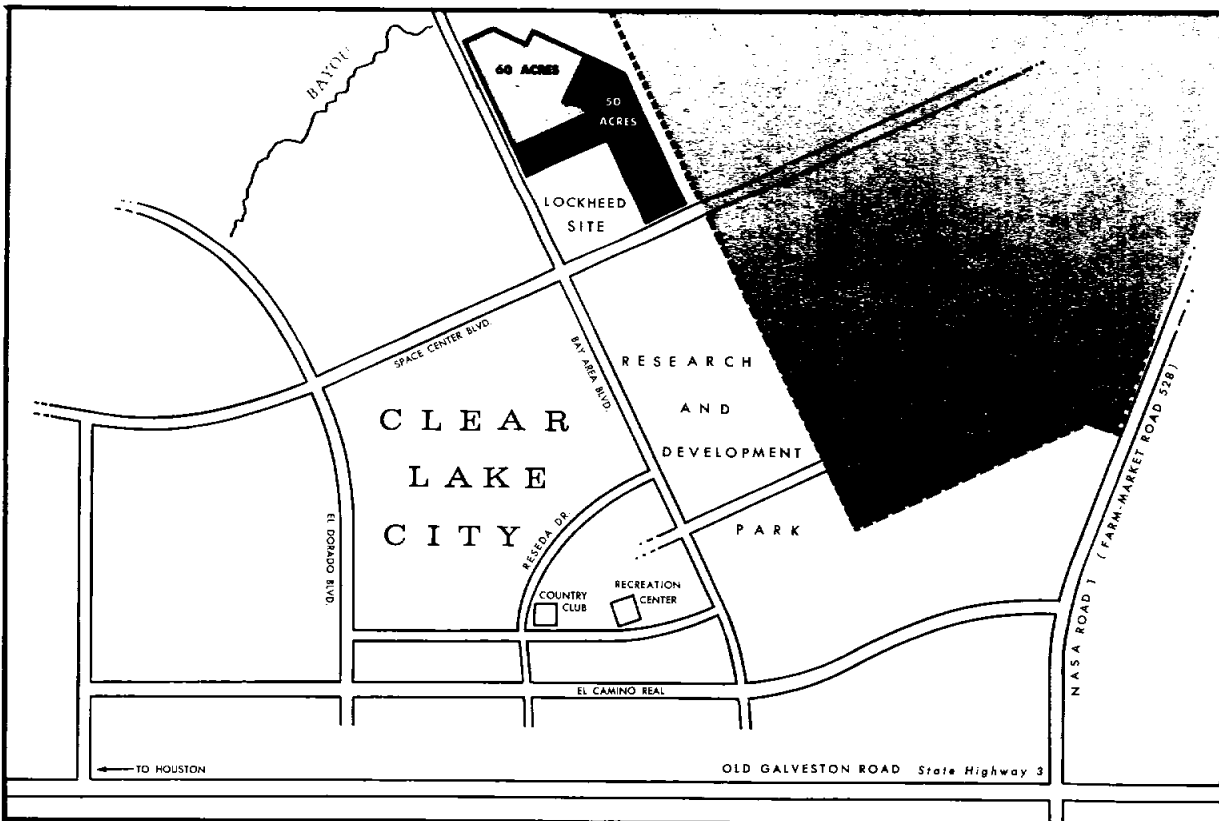 BAYOU
60 ACRES
50
ACRES
LOCKHEED
SITE
SPACE CENTER BLVD.
BAY AREA BLVD.
RESEARCH
AND
DEVELOPMENT
PARK
CLEAR
LAKE
CITY
EL DORADO BLVD.
RESEDA DR.
COUNTRY
CLUB
RECREATION
CENTER
EL CAMINO REAL
NASA ROAD 1 (FARM-MARKET ROAD 528)
TO HOUSTON
OLD GALVESTON ROAD State Highway 3